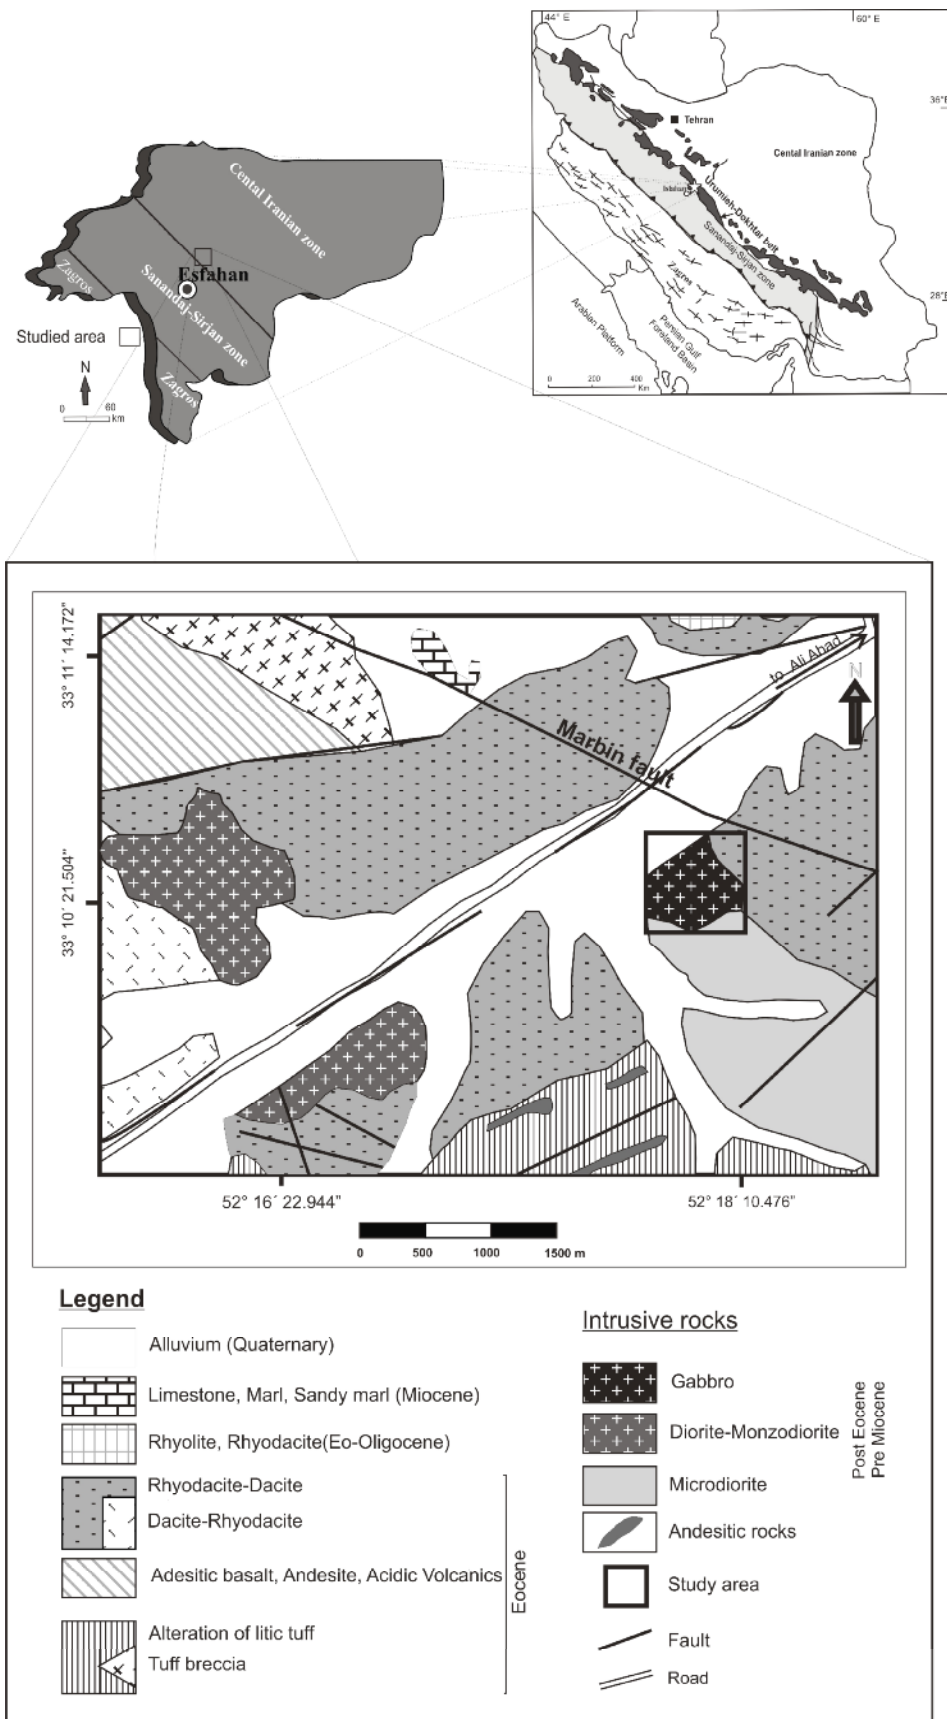 44° E
60° E
36°E
Tehran
Cental Iranian zone
Urumieh-Dokhtar belt
Sanandaj-Sirjan zone
Zagros
28°E
Arabian Platform
Persian Gulf
Foreland Basin
0 200 400
Km
Cental Iranian zone
Zagros
Esfahan
Sanandaj-Sirjan zone
Zagros
Studied area
N
0 60
km
33° 11´ 14.172"
33° 10´ 21.504"
to Ali Abad
N
Marbin fault
52° 16´ 22.944"
52° 18´ 10.476"
0 500 1000 1500 m
Legend
Alluvium (Quaternary)
Limestone, Marl, Sandy marl (Miocene)
Rhyolite, Rhyodacite(Eo-Oligocene)
Rhyodacite-Dacite
Dacite-Rhyodacite
Adesitic basalt, Andesite, Acidic Volcanics
Alteration of litic tuff
Tuff breccia
Eocene
Intrusive rocks
Gabbro
Diorite-Monzodiorite
Microdiorite
Andesitic rocks
Post Eocene
Pre Miocene
Study area
Fault
Road